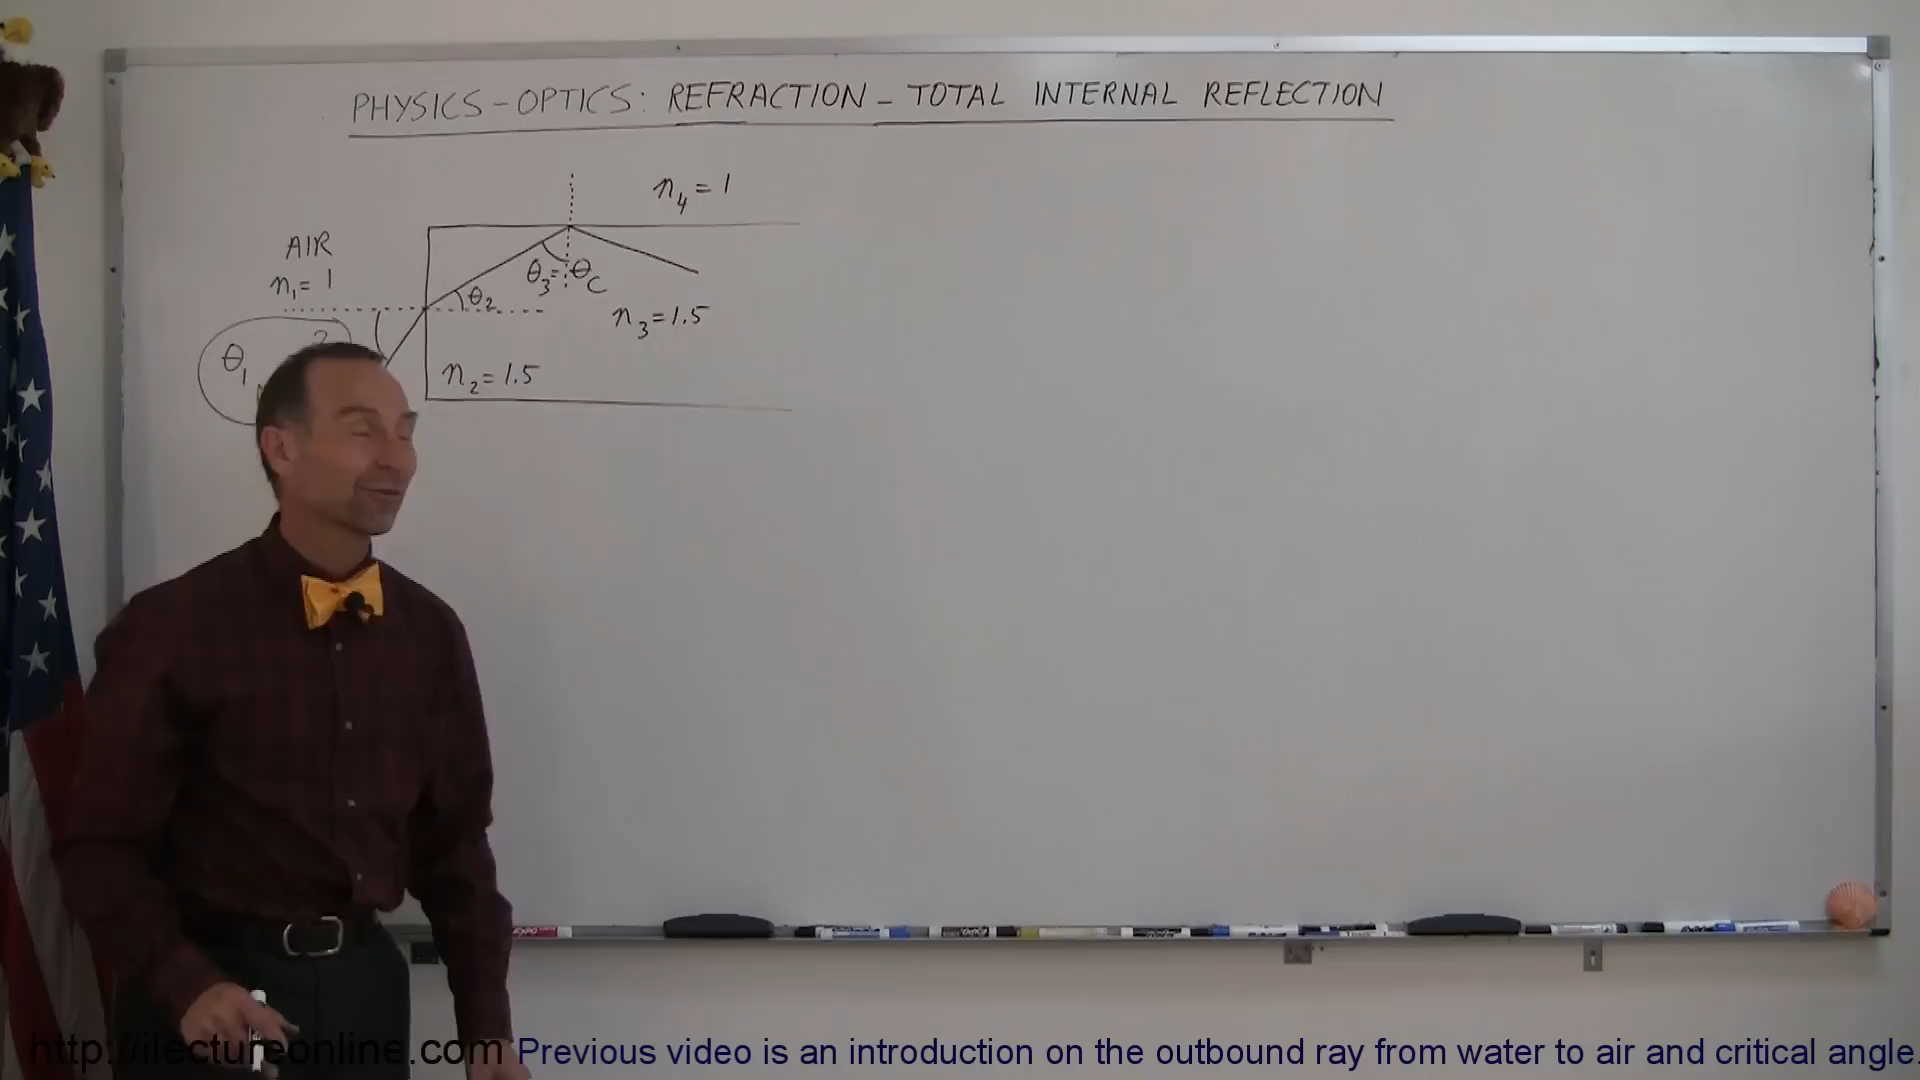 PHYSICS - OPTICS: REFRACTION - TOTAL INTERNAL REFLECTION
n4 = 1
AIR
n1 = 1
θ3 = θC
θ2
n3 = 1.5
θ1
?
n2 = 1.5
EXPO
http://ilectureonline.com Previous video is an introduction on the outbound ray from water to air and critical angle.